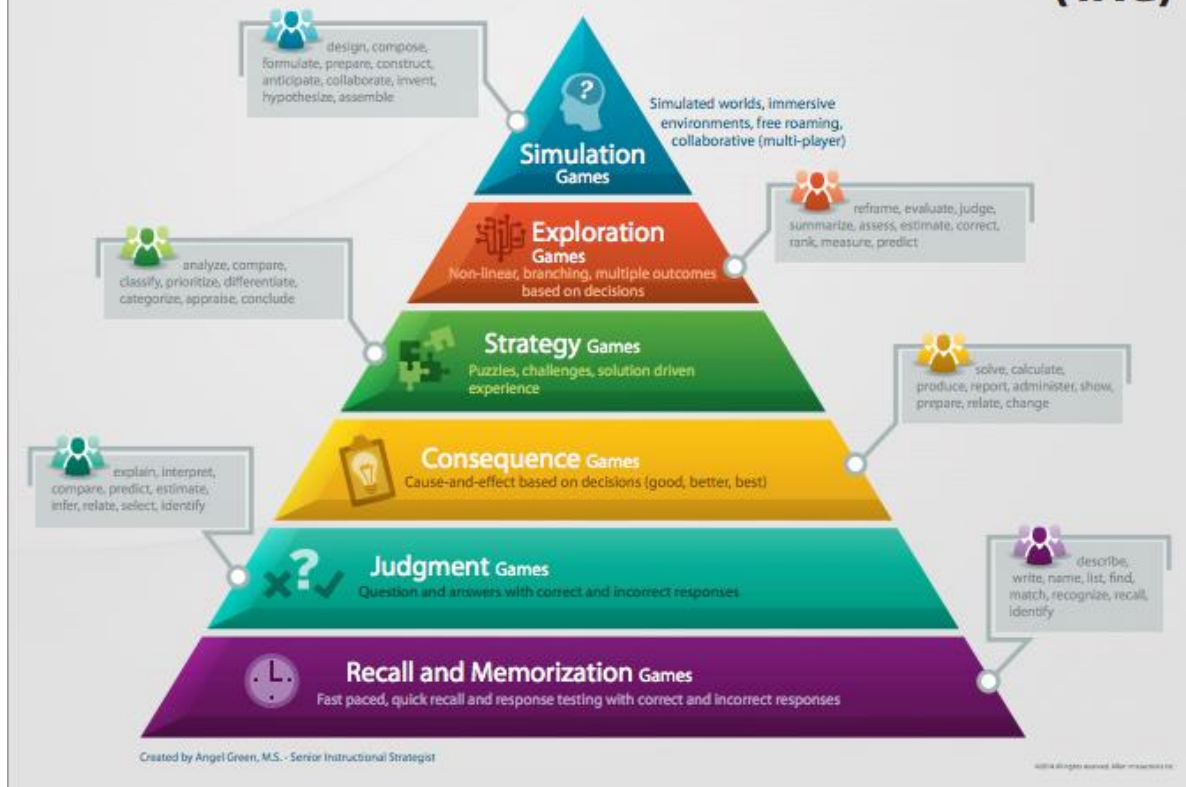 design, compose,
formulate, prepare, construct,
anticipate, collaborate, invent,
hypothesize, assemble
?
Simulation
Games
Simulated worlds, immersive
environments, free roaming,
collaborative (multi-player)
reframe, evaluate, judge,
summarize, assess, estimate, correct,
rank, measure, predict
Exploration
Games
Non-linear, branching, multiple outcomes
based on decisions
analyze, compare,
classify, prioritize, differentiate,
categorize, appraise, conclude
Strategy Games
Puzzles, challenges, solution driven
experience
solve, calculate,
produce, report, administer, show,
prepare, relate, change
Consequence Games
Cause-and-effect based on decisions (good, better, best)
explain, interpret,
compare, predict, estimate,
infer, relate, select, identify
?
Judgment Games
Question and answers with correct and incorrect responses
describe,
write, name, list, find,
match, recognize, recall,
identify
Recall and Memorization Games
Fast paced, quick recall and response testing with correct and incorrect responses
Created by Angel Green, M.S. - Senior Instructional Strategist
All rights reserved.